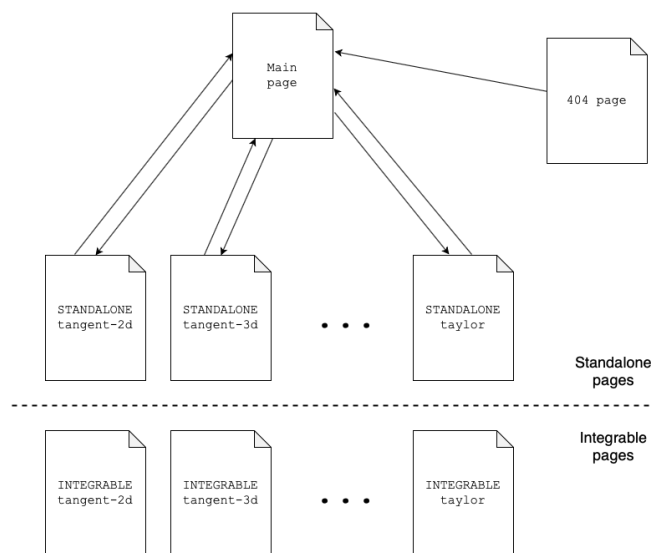 Main
page
404 page
STANDALONE
tangent-2d
STANDALONE
tangent-3d
• • •
STANDALONE
taylor
Standalone
pages
Integrable
pages
INTEGRABLE
tangent-2d
INTEGRABLE
tangent-3d
• • •
INTEGRABLE
taylor